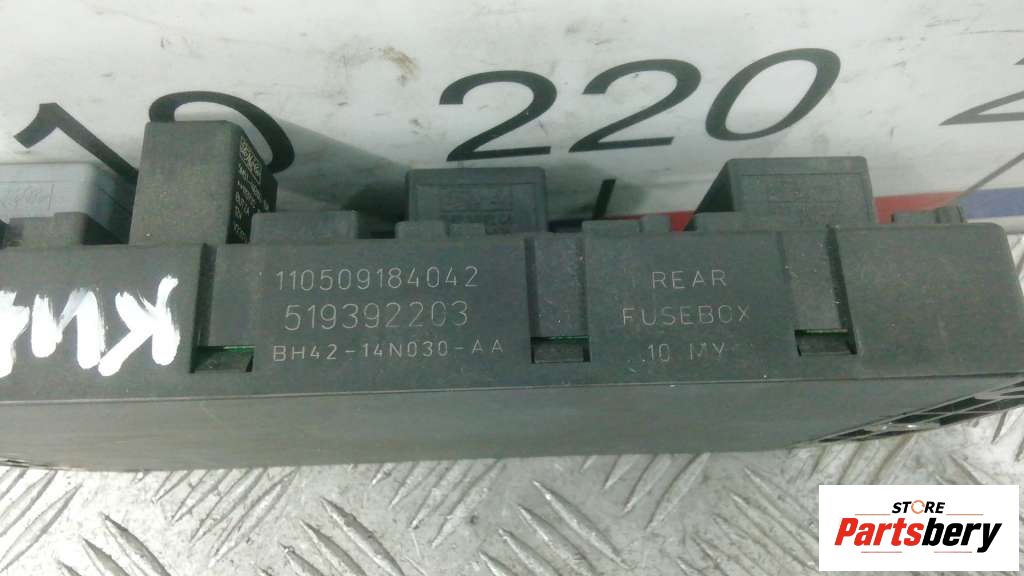 220
110509184042
519392203
BH42-14N030-AA
REAR
FUSEBOX
10 MY
STORE
Partsbery